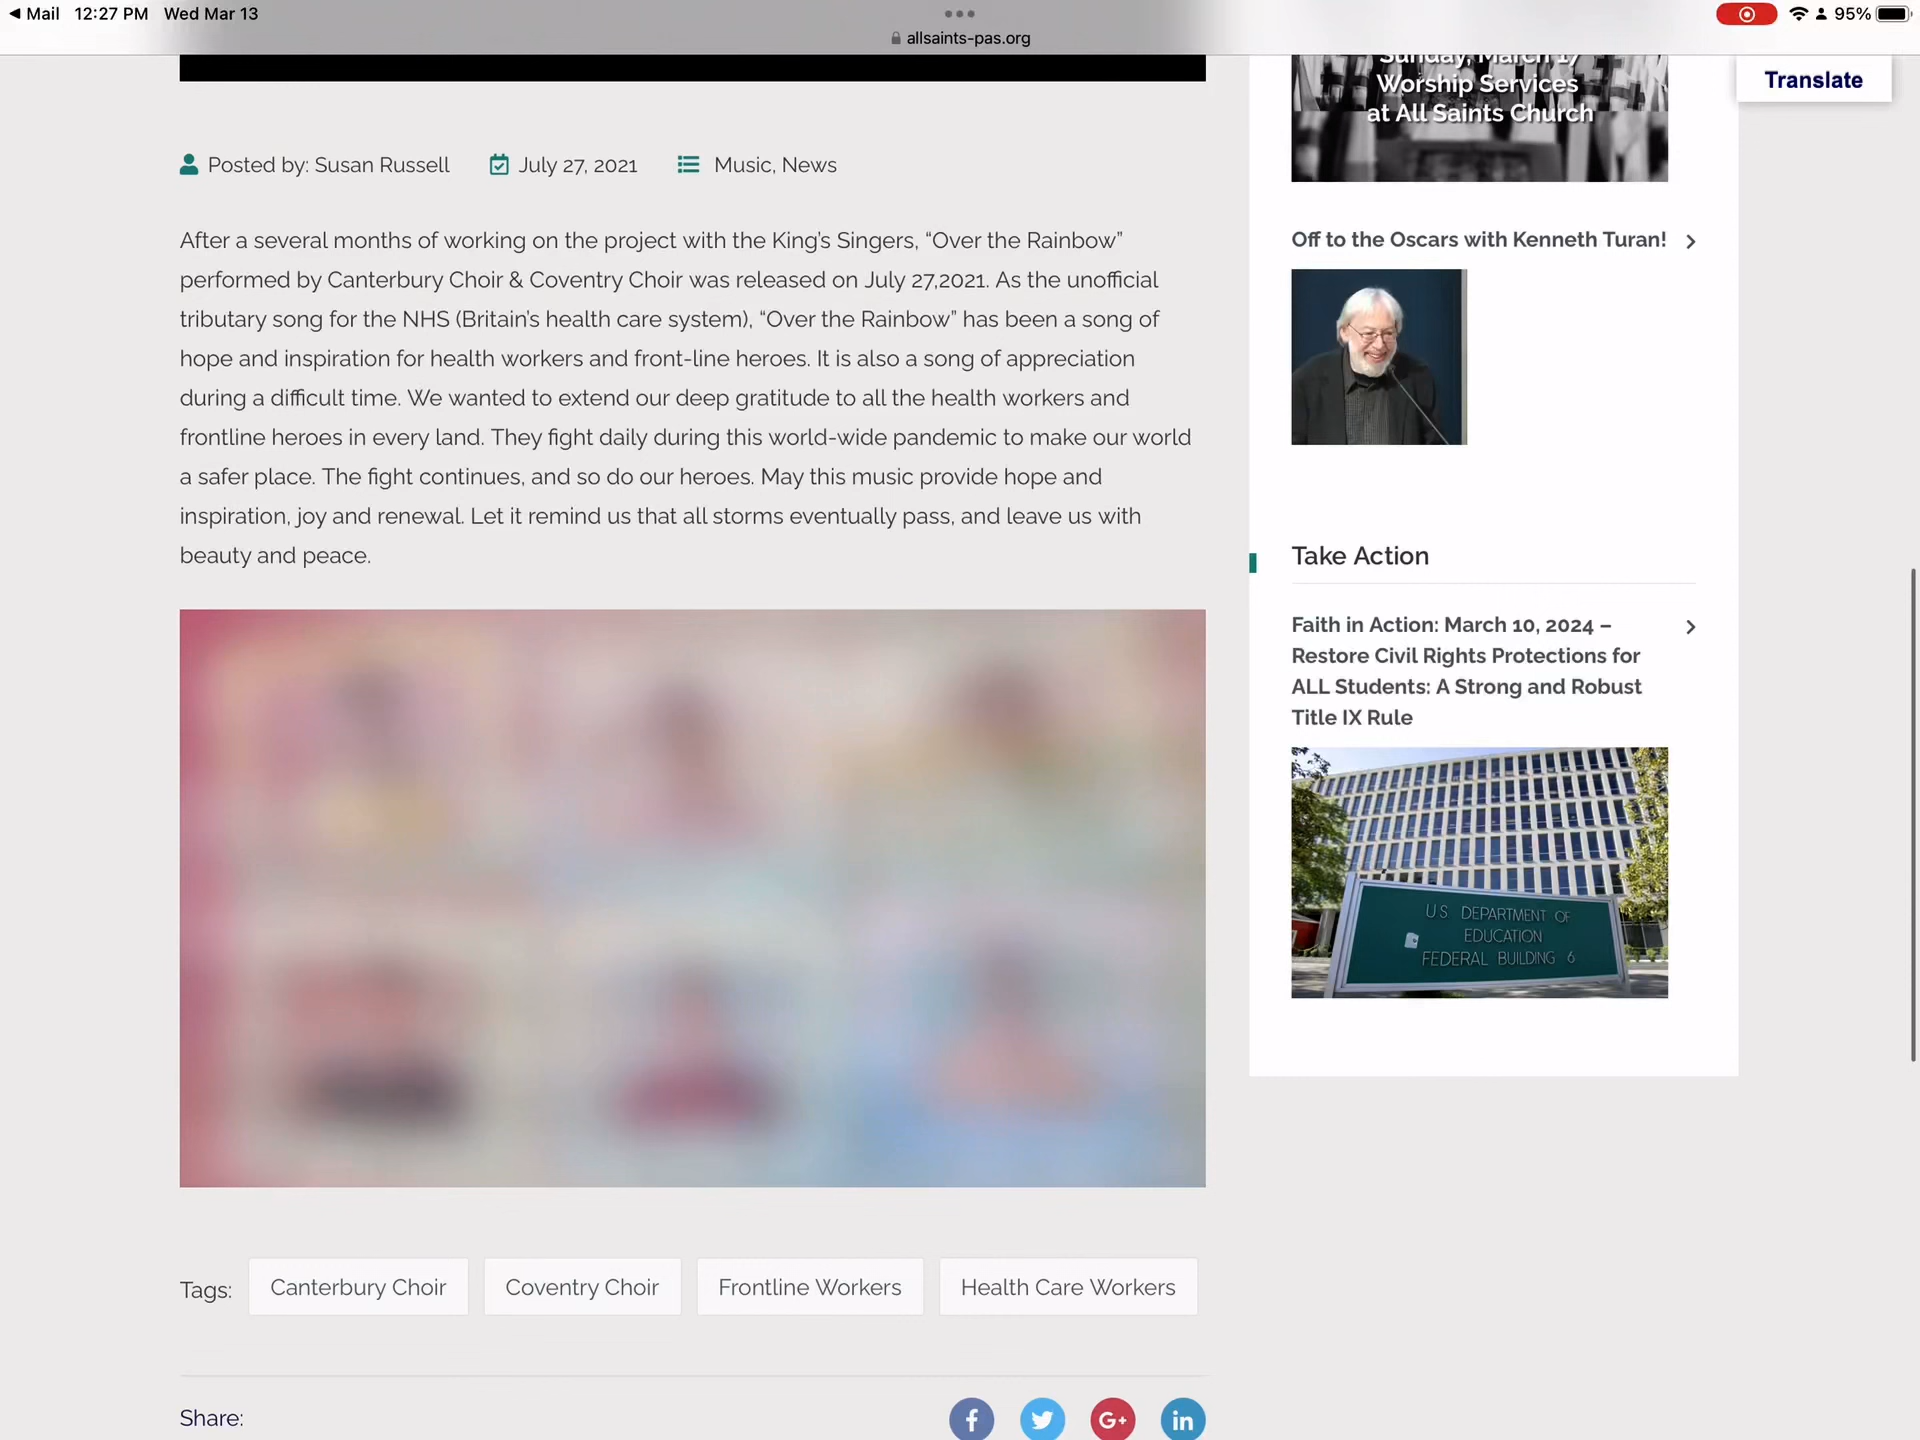 Mail 12:27 PM Wed Mar 13
95%
allsaints-pas.org
Translate
Sunday, March 17
Worship Services
at All Saints Church
Posted by: Susan Russell July 27, 2021 Music, News
After a several months of working on the project with the King's Singers, “Over the Rainbow”
performed by Canterbury Choir & Coventry Choir was released on July 27,2021. As the unofficial
tributary song for the NHS (Britain's health care system), “Over the Rainbow” has been a song of
hope and inspiration for health workers and front-line heroes. It is also a song of appreciation
during a difficult time. We wanted to extend our deep gratitude to all the health workers and
frontline heroes in every land. They fight daily during this world-wide pandemic to make our world
a safer place. The fight continues, and so do our heroes. May this music provide hope and
inspiration, joy and renewal. Let it remind us that all storms eventually pass, and leave us with
beauty and peace.
Tags: Canterbury Choir Coventry Choir Frontline Workers Health Care Workers
Share:
f G+ in
Off to the Oscars with Kenneth Turan!
Take Action
Faith in Action: March 10, 2024 –
Restore Civil Rights Protections for
ALL Students: A Strong and Robust
Title IX Rule
US DEPARTMENT OF
EDUCATION
FEDERAL BUILDING 6